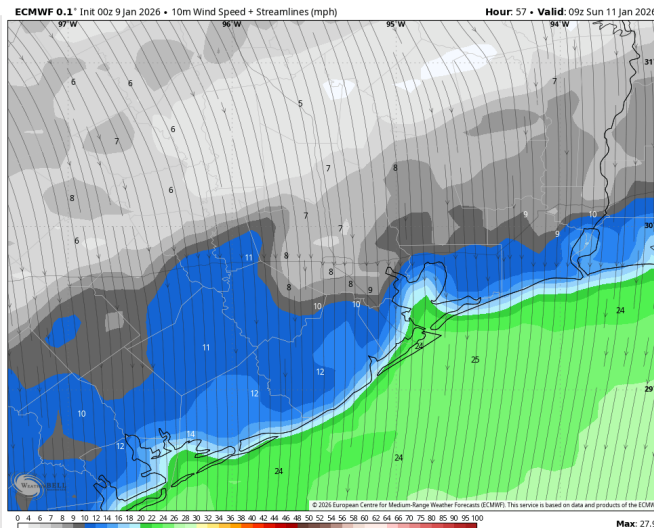 ECMWF 0.1° Init 00z 9 Jan 2026 • 10m Wind Speed + Streamlines (mph) Hour: 57 • Valid: 09z Sun 11 Jan 2026
97°W 96°W 95°W 94°W
31°
6 6 7
5
6
7
7 8
6
8
7 9 10
7 9 30°
6
11 8
8
8 8 9
10 10
24
11
24
25
12
29°
12
10
14
12
24
24
WeatherBELL
© 2026 European Centre for Medium-Range Weather Forecasts (ECMWF). This service is based on data and products of the ECMWF
0 4 6 7 8 9 10 12 14 16 18 20 22 24 26 28 30 32 34 36 38 40 42 44 46 48 50 52 54 56 58 60 62 64 66 68 70 75 80 85 90 95 100
Max: 27.9